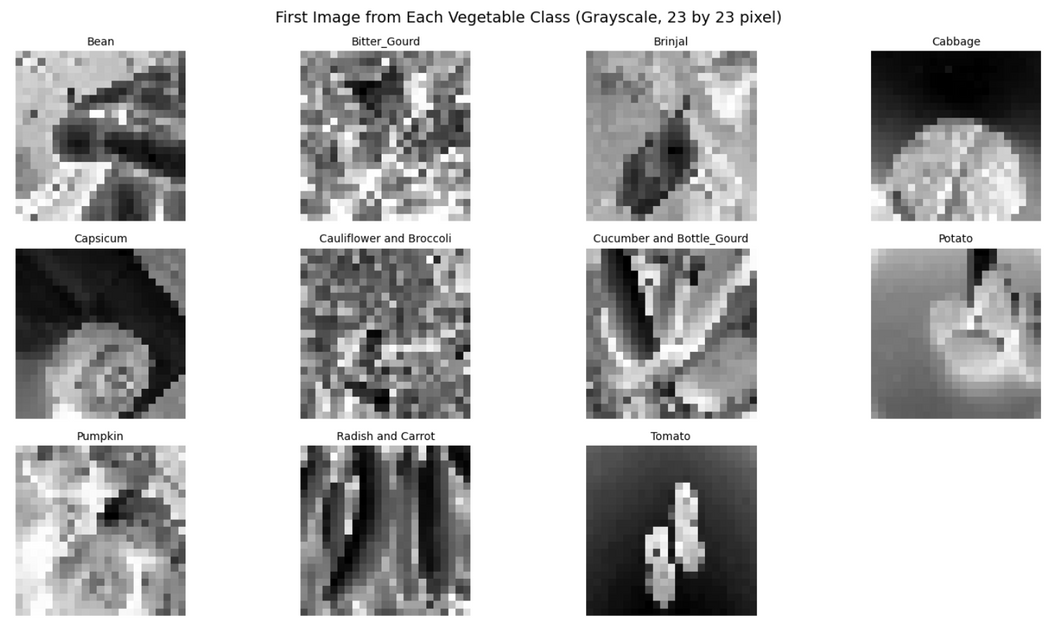 First Image from Each Vegetable Class (Grayscale, 23 by 23 pixel)
Bean
Bitter_Gourd
Brinjal
Cabbage
Capsicum
Cauliflower and Broccoli
Cucumber and Bottle_Gourd
Potato
Pumpkin
Radish and Carrot
Tomato